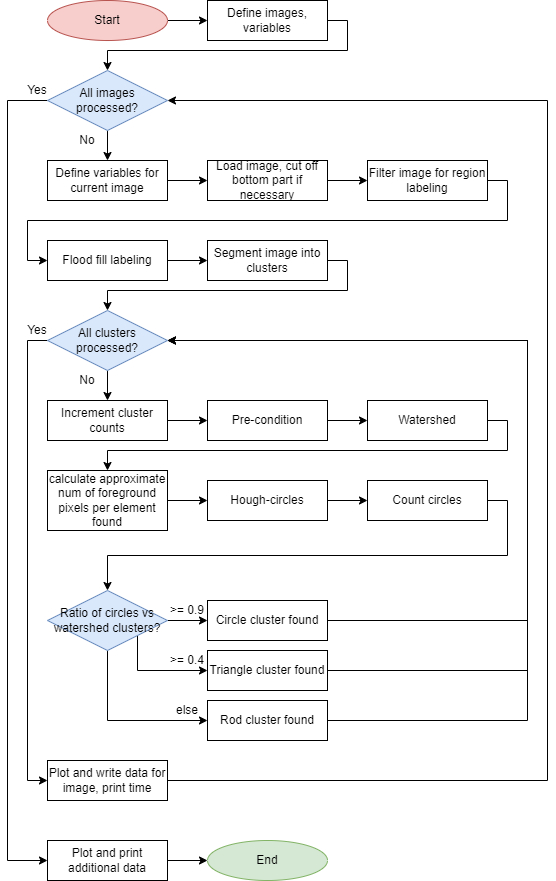 Start
Define images,
variables
All images
processed?
Yes
No
Define variables for
current image
Load image, cut off
bottom part if
necessary
Filter image for region
labeling
Flood fill labeling
Segment image into
clusters
All clusters
processed?
Yes
No
Increment cluster
counts
Pre-condition
Watershed
calculate approximate
num of foreground
pixels per element
found
Hough-circles
Count circles
Ratio of circles vs
watershed clusters?
>= 0.9
Circle cluster found
>= 0.4
Triangle cluster found
else
Rod cluster found
Plot and write data for
image, print time
Plot and print
additional data
End